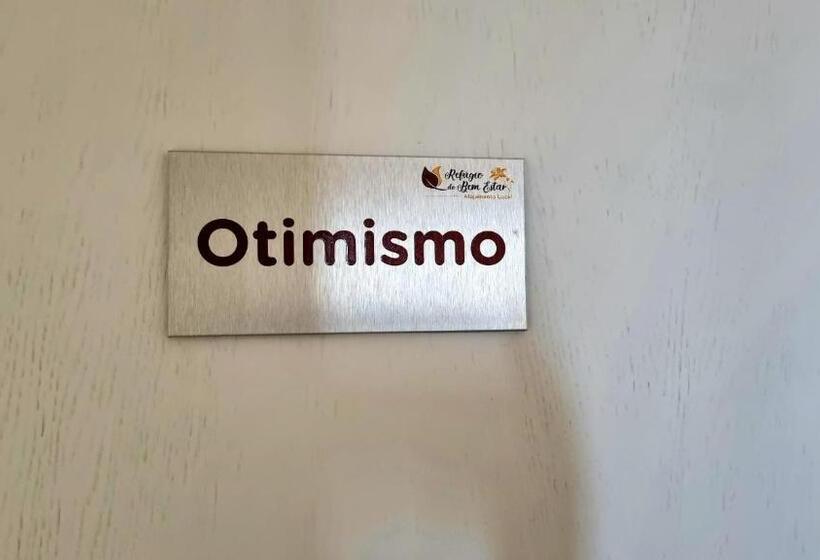 Refúgio
do Bem Estar
Alojamento Local
Otimismo